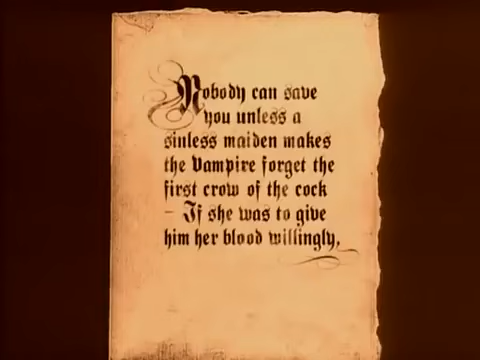 Nobody can save
you unless a
sinless maiden makes
the Vampire forget the
first crow of the cock
- If she was to give
him her blood willingly,